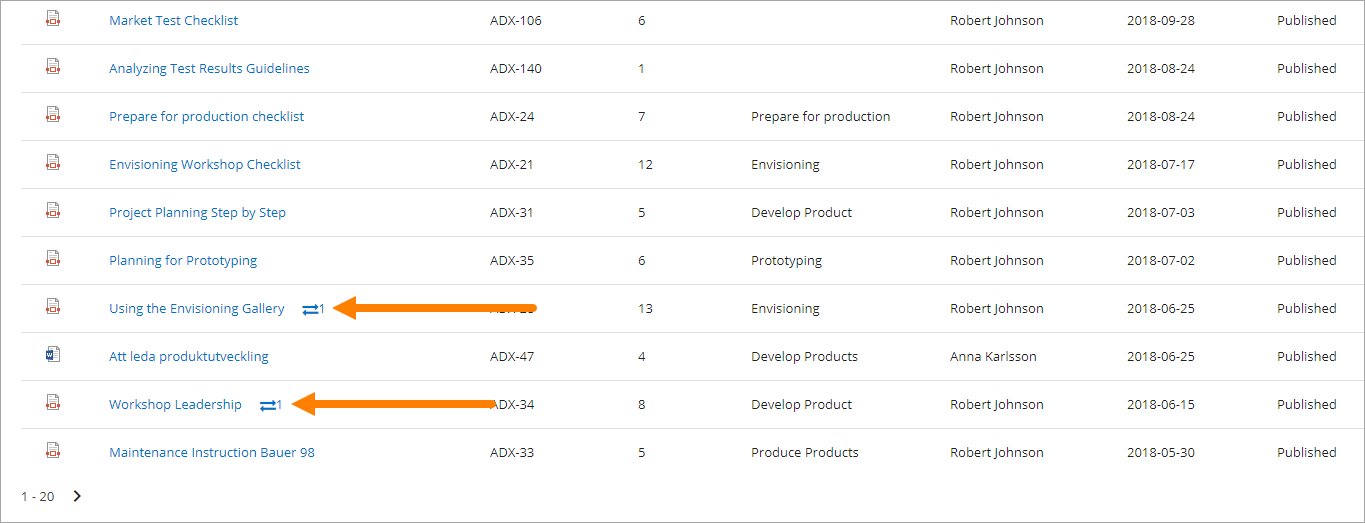 Market Test Checklist ADX-106 6 Robert Johnson 2018-09-28 Published
Analyzing Test Results Guidelines ADX-140 1 Robert Johnson 2018-08-24 Published
Prepare for production checklist ADX-24 7 Prepare for production Robert Johnson 2018-08-24 Published
Envisioning Workshop Checklist ADX-21 12 Envisioning Robert Johnson 2018-07-17 Published
Project Planning Step by Step ADX-31 5 Develop Product Robert Johnson 2018-07-03 Published
Planning for Prototyping ADX-35 6 Prototyping Robert Johnson 2018-07-02 Published
Using the Envisioning Gallery 1 13 Envisioning Robert Johnson 2018-06-25 Published
Att leda produktutveckling ADX-47 4 Develop Products Anna Karlsson 2018-06-25 Published
Workshop Leadership 1 ADX-34 8 Develop Product Robert Johnson 2018-06-15 Published
Maintenance Instruction Bauer 98 ADX-33 5 Produce Products Robert Johnson 2018-05-30 Published
1 - 20